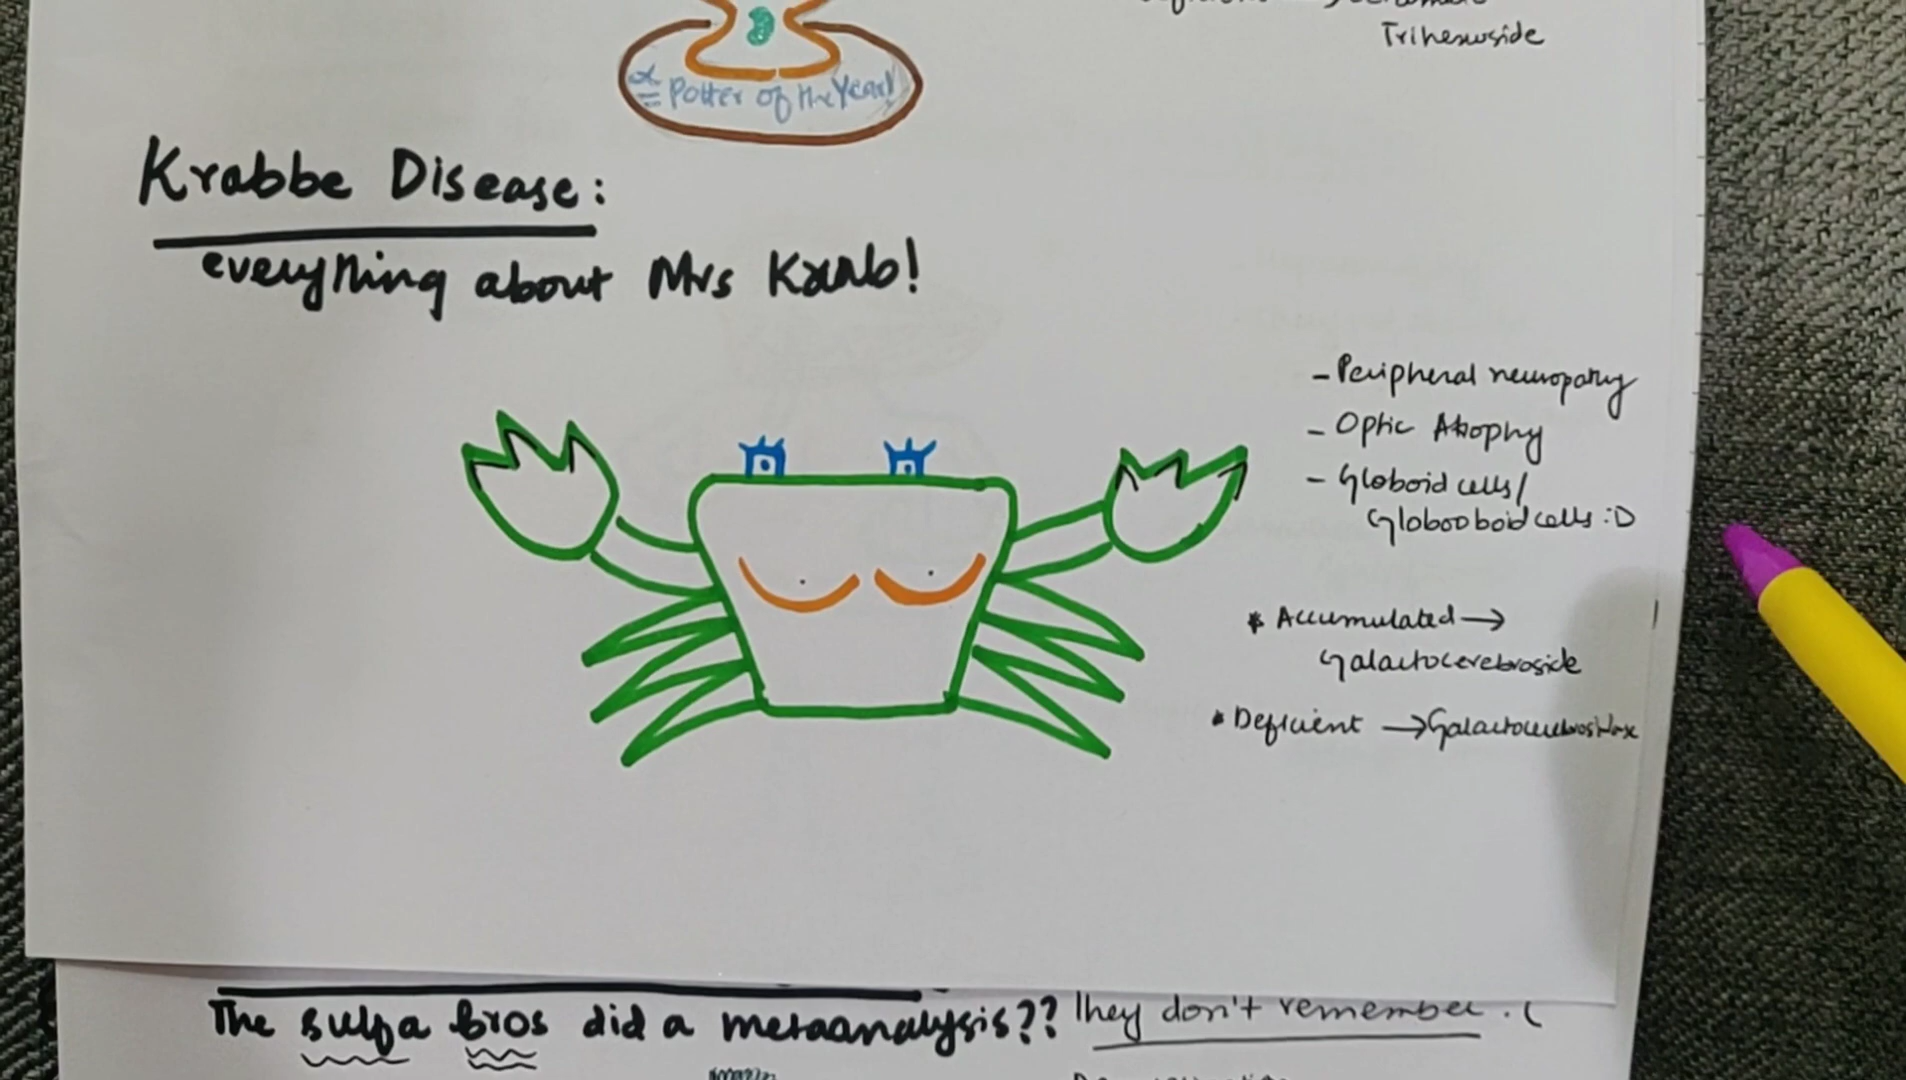 Trihexoside
α = Potter of the Year!
Krabbe Disease:
everything about Mrs Krab!
- Peripheral neuropathy
- Optic Atrophy
- Globoid cells/
Globooboid cells :D
* Accumulated →
Galactocerebroside
* Deficient → Galactocerebrosidase
The sulfa bros did a metaanalysis?? They don't remember :(